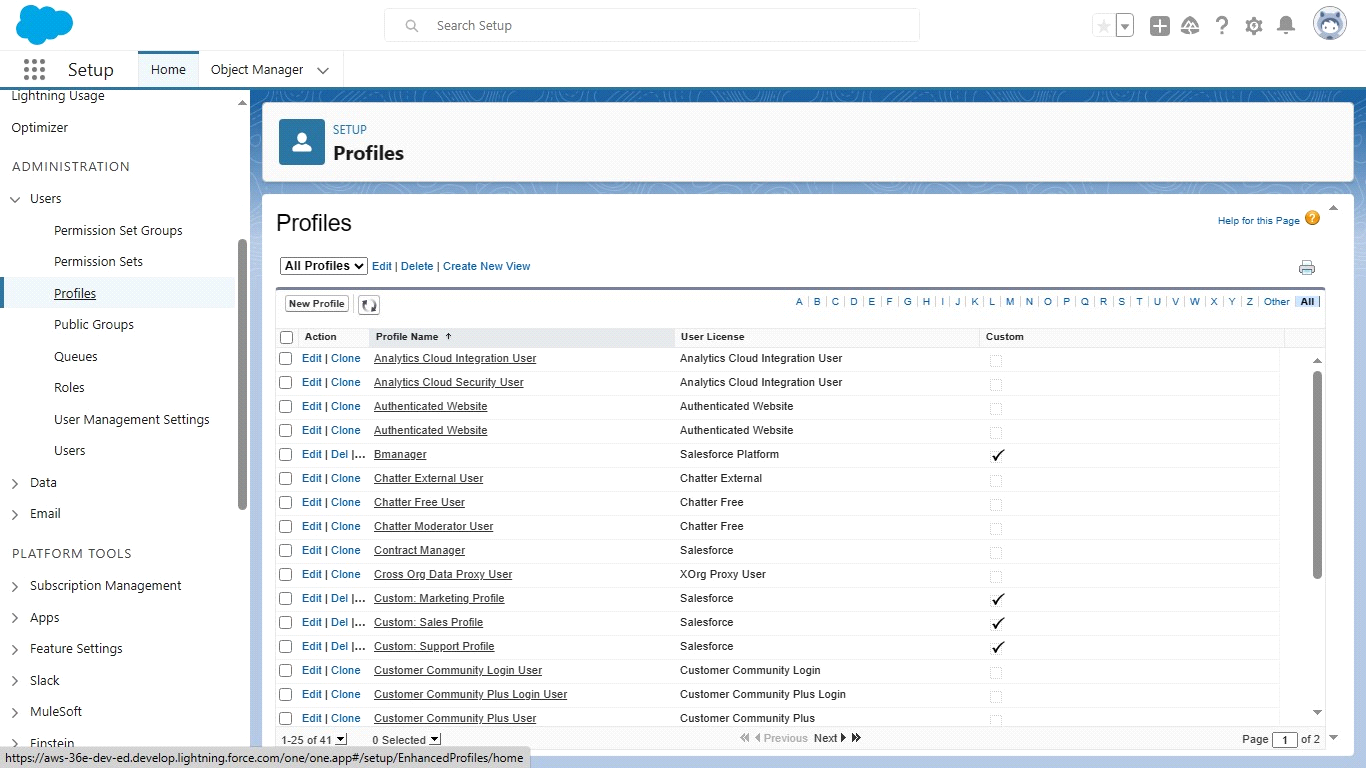 Search Setup
Setup
Home
Object Manager
Lightning Usage
Optimizer
ADMINISTRATION
Users
Permission Set Groups
Permission Sets
Profiles
Public Groups
Queues
Roles
User Management Settings
Users
Data
Email
PLATFORM TOOLS
Subscription Management
Apps
Feature Settings
Slack
MuleSoft
Einstein
SETUP
Profiles
Profiles
Help for this Page ?
All Profiles Edit | Delete | Create New View
New Profile A | B | C | D | E | F | G | H | I | J | K | L | M | N | O | P | Q | R | S | T | U | V | W | X | Y | Z | Other | All |
Action Profile Name ↑ User License Custom
Edit | Clone Analytics Cloud Integration User Analytics Cloud Integration User
Edit | Clone Analytics Cloud Security User Analytics Cloud Integration User
Edit | Clone Authenticated Website Authenticated Website
Edit | Clone Authenticated Website Authenticated Website
Edit | Del |... Bmanager Salesforce Platform ✓
Edit | Clone Chatter External User Chatter External
Edit | Clone Chatter Free User Chatter Free
Edit | Clone Chatter Moderator User Chatter Free
Edit | Clone Contract Manager Salesforce
Edit | Clone Cross Org Data Proxy User XOrg Proxy User
Edit | Del |... Custom: Marketing Profile Salesforce ✓
Edit | Del |... Custom: Sales Profile Salesforce ✓
Edit | Del |... Custom: Support Profile Salesforce ✓
Edit | Clone Customer Community Login User Customer Community Login
Edit | Clone Customer Community Plus Login User Customer Community Plus Login
Edit | Clone Customer Community Plus User Customer Community Plus
1-25 of 41 0 Selected Previous Next Page 1 of 2
https://aws-36e-dev-ed.develop.lightning.force.com/one/one.app#/setup/EnhancedProfiles/home